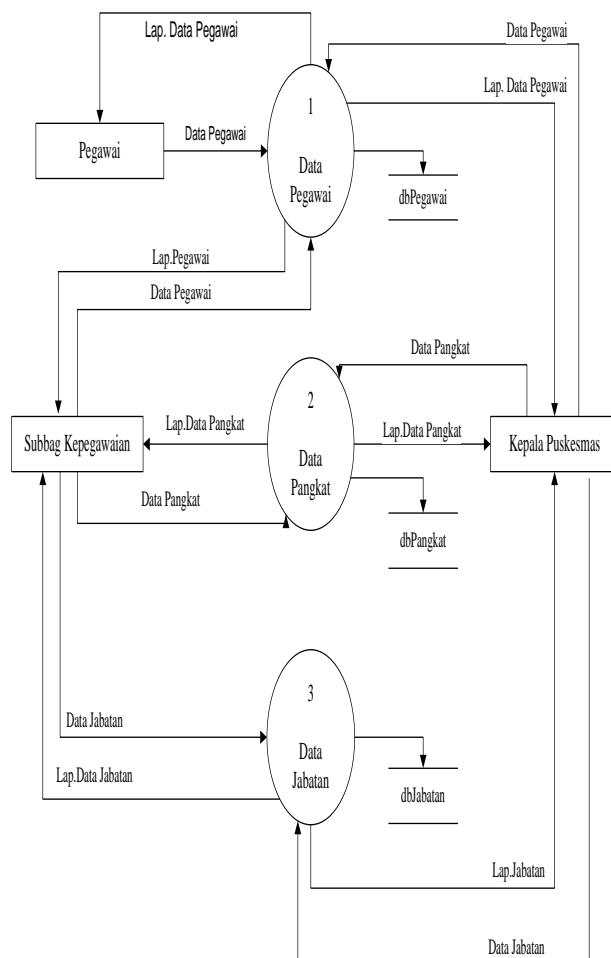 Lap. Data Pegawai
Data Pegawai
Lap. Data Pegawai
1
Data
Pegawai
Pegawai
Data Pegawai
dbPegawai
Lap.Pegawai
Data Pegawai
Data Pangkat
2
Data
Pangkat
Subbag Kepegawaian
Lap.Data Pangkat
Lap.Data Pangkat
Kepala Puskesmas
Data Pangkat
dbPangkat
3
Data
Jabatan
Data Jabatan
Lap.Data Jabatan
dbJabatan
Lap.Jabatan
Data Jabatan